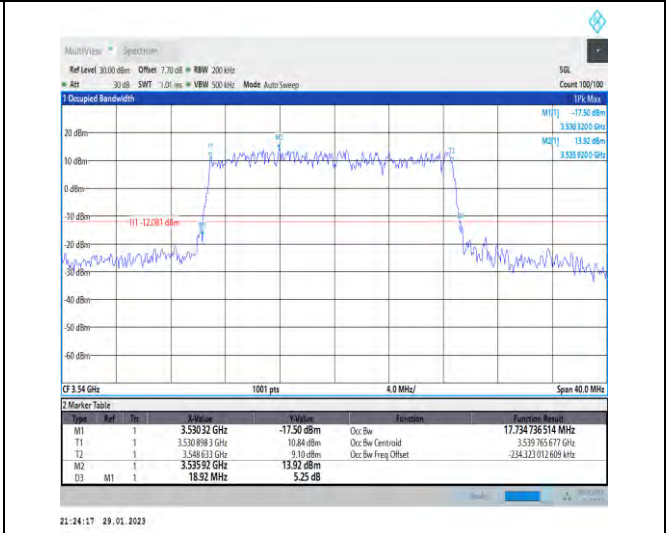 MultiView Spectrum
Ref Level 30.00 dBm Offset 7.70 dB RBW 200 kHz SGL
Att 30 dB SWT 1.01 ms VBW 500 kHz Mode Auto Sweep Count 100/100
1 Occupied Bandwidth 1Pk Max
M1[1] -17.50 dBm
3.530 320 0 GHz
M2[1] 13.92 dBm
3.535 920 0 GHz
20 dBm
M2
T1
T2
10 dBm
0 dBm
-10 dBm
H1 -12.081 dBm
-20 dBm
-30 dBm
-40 dBm
-50 dBm
-60 dBm
CF 3.54 GHz 1001 pts 4.0 MHz/ Span 40.0 MHz
2 Marker Table
Type Ref Trc X-Value Y-Value Function Function Result
M1 1 3.53032 GHz -17.50 dBm Occ Bw 17.734 736 514 MHz
T1 1 3.530 898 3 GHz 10.84 dBm Occ Bw Centroid 3.539 765 677 GHz
T2 1 3.548 633 GHz 9.10 dBm Occ Bw Freq Offset -234.323 012 609 kHz
M2 1 3.53592 GHz 13.92 dBm
D3 M1 1 18.92 MHz 5.25 dB
21:24:17 29.01.2023